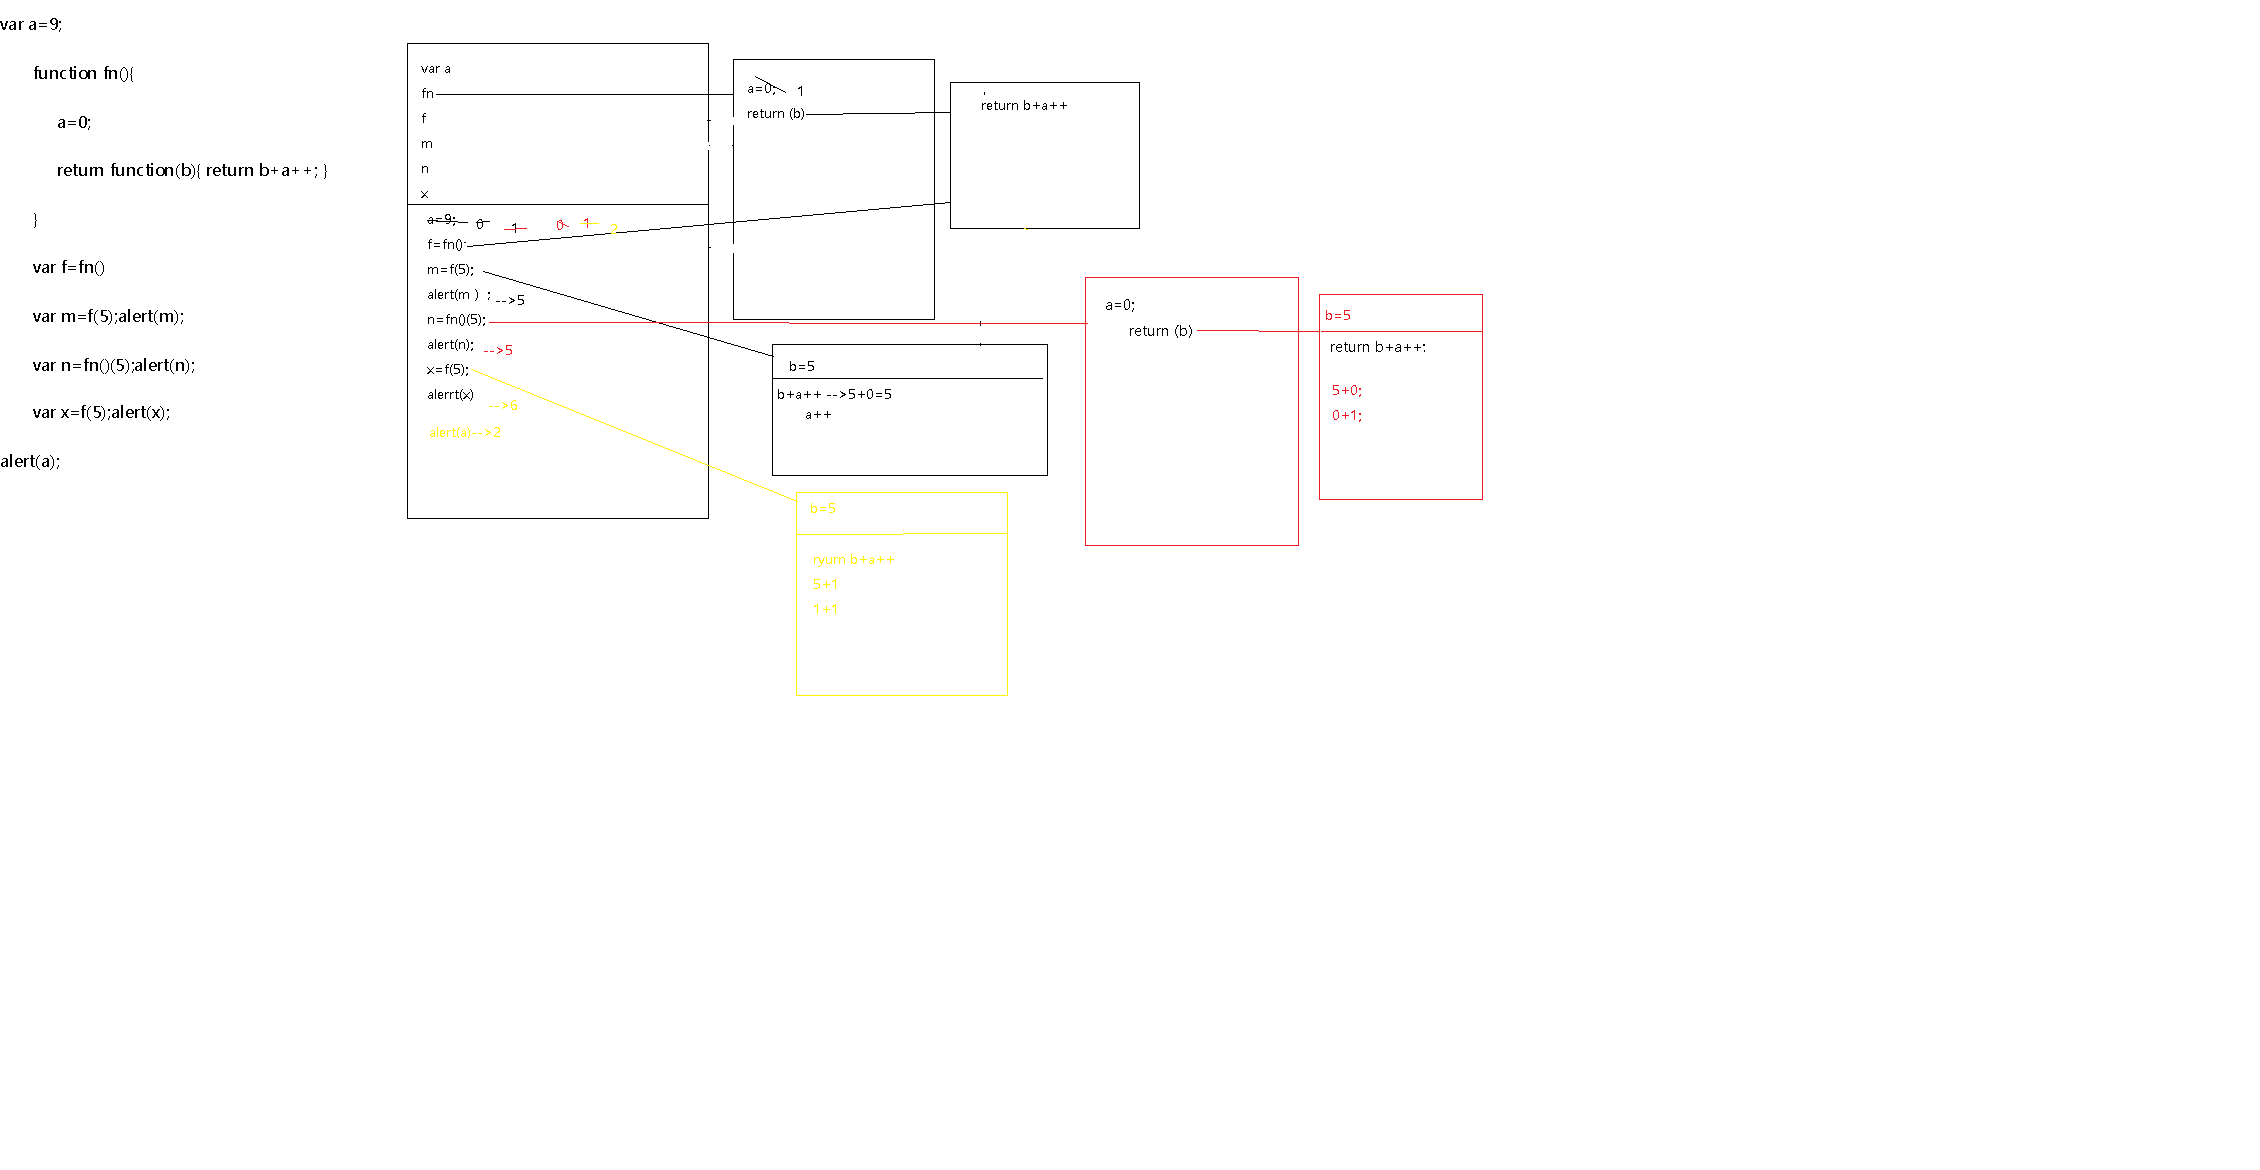 var a=9;
function fn(){
a=0;
return function(b){ return b+a++; }
}
var f=fn()
var m=f(5);alert(m);
var n=fn()(5);alert(n);
var x=f(5);alert(x);
alert(a);
var a
fn
f
m
n
x
a=9; 0 1 0 1 2
f=fn()
m=f(5);
alert(m ) ; -->5
n=fn()(5);
alert(n); -->5
x=f(5);
alerrt(x) -->6
alert(a)-->2
a=0; 1
return (b)
return b+a++
b=5
b+a++ -->5+0=5
a++
b=5
ryurn b+a++
5+1
1+1
a=0;
return (b)
b=5
return b+a++:
5+0;
0+1;